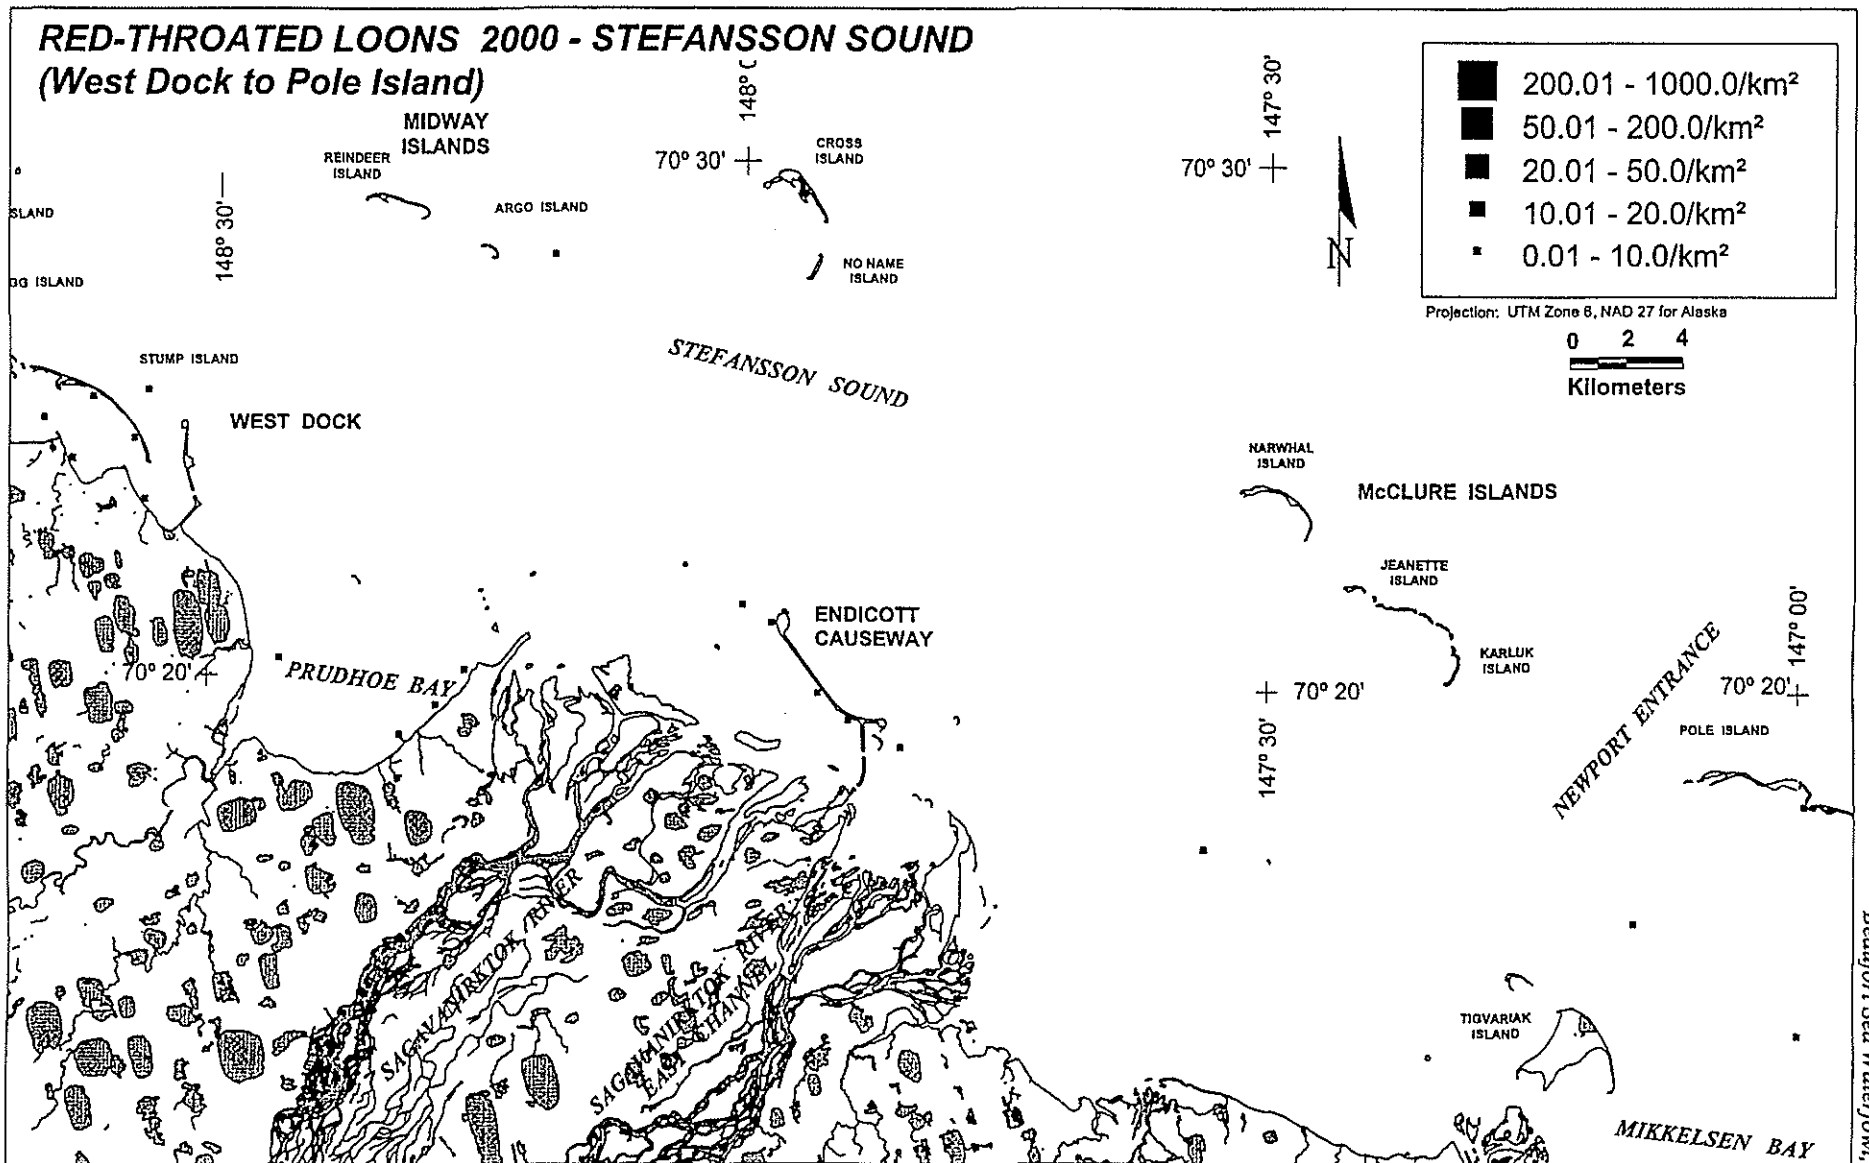 RED-THROATED LOONS 2000 - STEFANSSON SOUND
(West Dock to Pole Island)
200.01 - 1000.0/km²
50.01 - 200.0/km²
20.01 - 50.0/km²
10.01 - 20.0/km²
0.01 - 10.0/km²
Projection: UTM Zone 6, NAD 27 for Alaska
0 2 4
Kilometers
N
148° 30'
147° 30'
70° 30'
70° 30'
MIDWAY
ISLANDS
REINDEER
ISLAND
ARGO ISLAND
CROSS
ISLAND
NO NAME
ISLAND
SLAND
GG ISLAND
STUMP ISLAND
WEST DOCK
STEFANSSON SOUND
NARWHAL
ISLAND
McCLURE ISLANDS
JEANETTE
ISLAND
KARLUK
ISLAND
ENDICOTT
CAUSEWAY
70° 20'
PRUDHOE BAY
70° 20'
147° 30'
NEWPORT ENTRANCE
147° 00'
70° 20'
POLE ISLAND
SAGAVANIRKTOK RIVER
SAGAVANIRKTOK RIVER
EAST CHANNEL
TIGVARIAK
ISLAND
MIKKELSEN BAY